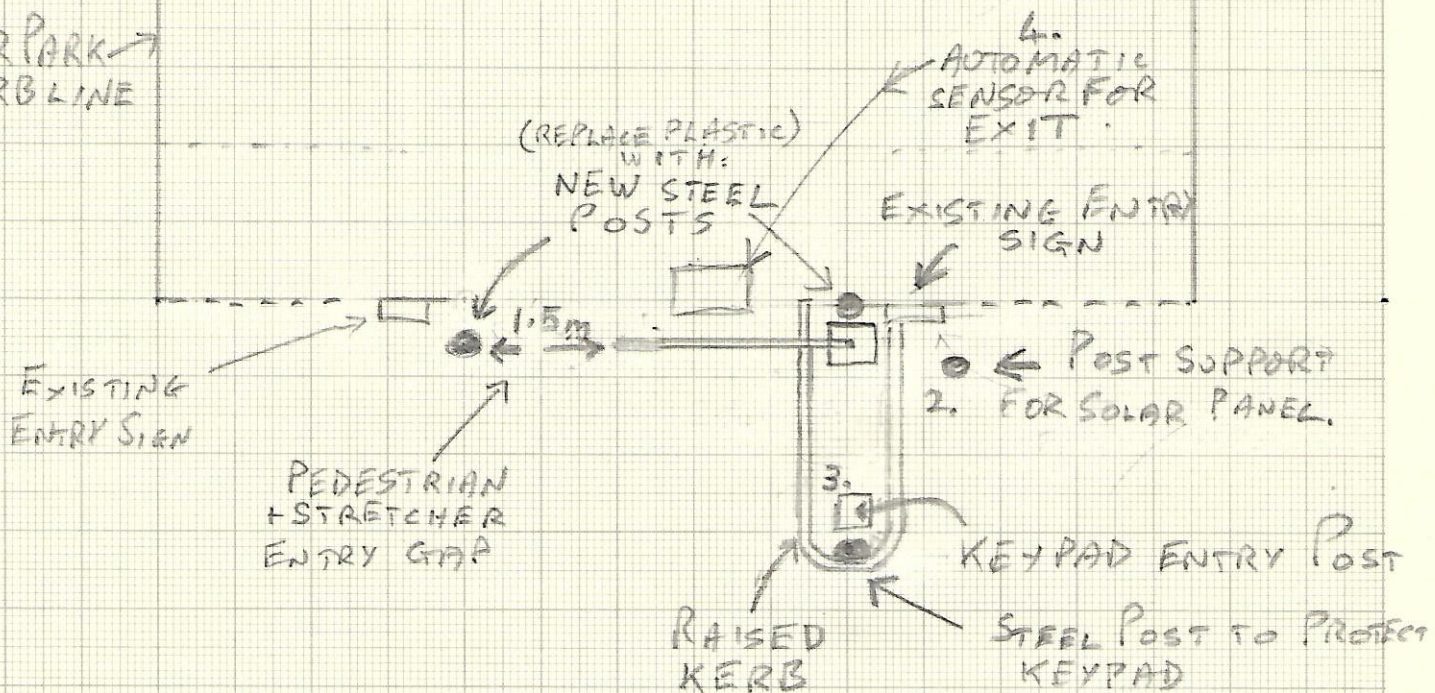 R PARK
RB LINE
4.
AUTOMATIC
SENSOR FOR
EXIT.
(REPLACE PLASTIC)
WITH:
NEW STEEL
POSTS
EXISTING ENTRY
SIGN
1.5m
EXISTING
ENTRY SIGN
POST SUPPORT
2. FOR SOLAR PANEL.
PEDESTRIAN
+ STRETCHER
ENTRY GAP
3.
KEYPAD ENTRY POST
RAISED
KERB
STEEL POST TO PROTECT
KEYPAD